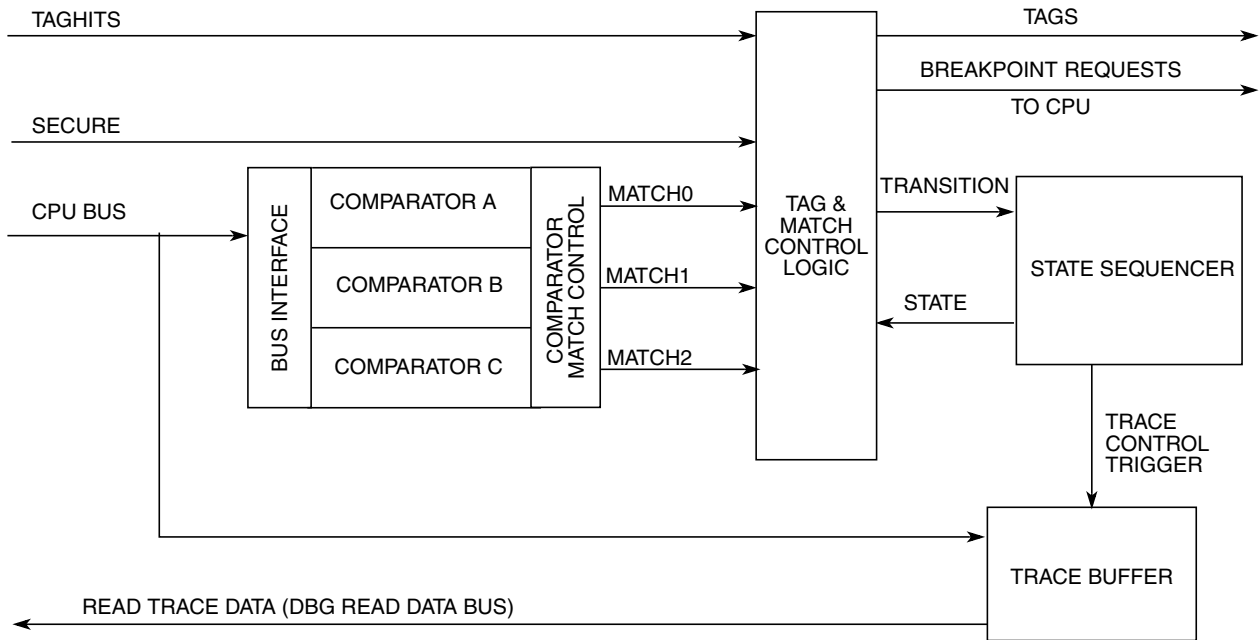 TAGHITS
TAGS
BREAKPOINT REQUESTS
TO CPU
SECURE
CPU BUS
BUS INTERFACE
COMPARATOR A
COMPARATOR B
COMPARATOR C
COMPARATOR
MATCH CONTROL
MATCH0
MATCH1
MATCH2
TAG &
MATCH
CONTROL
LOGIC
TRANSITION
STATE
STATE SEQUENCER
TRACE
CONTROL
TRIGGER
TRACE BUFFER
READ TRACE DATA (DBG READ DATA BUS)